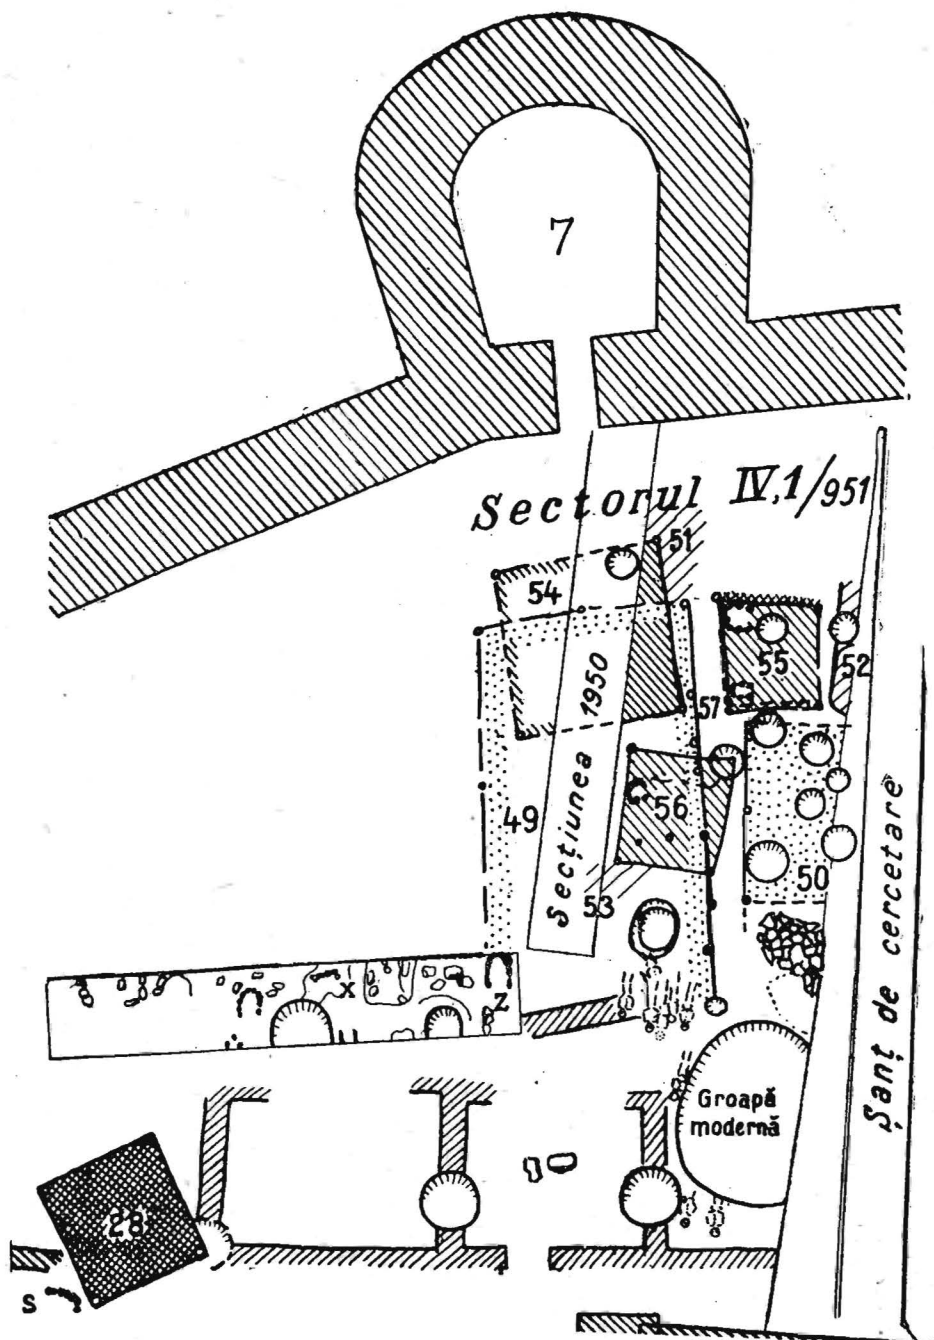 7
Sectorul IV,1/951
51
54
55
52
57
Secțiunea 1950
49
56
50
53
Șanț de cercetare
X
Z
Groapă
modernă
28
S